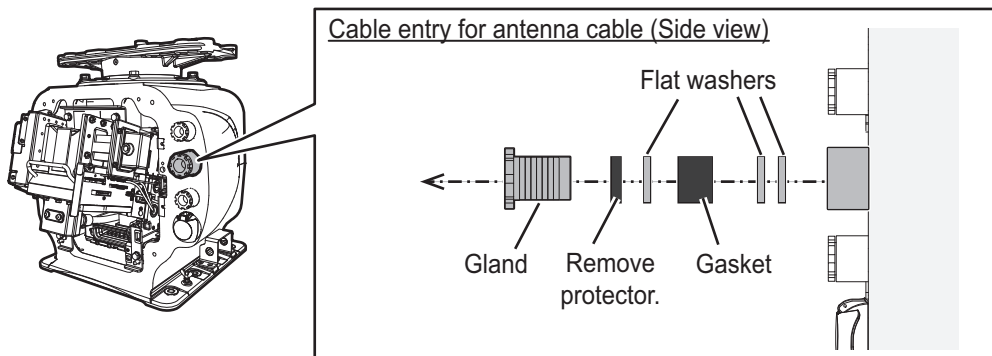 Cable entry for antenna cable (Side view)
Flat washers
Gland
Remove
protector.
Gasket